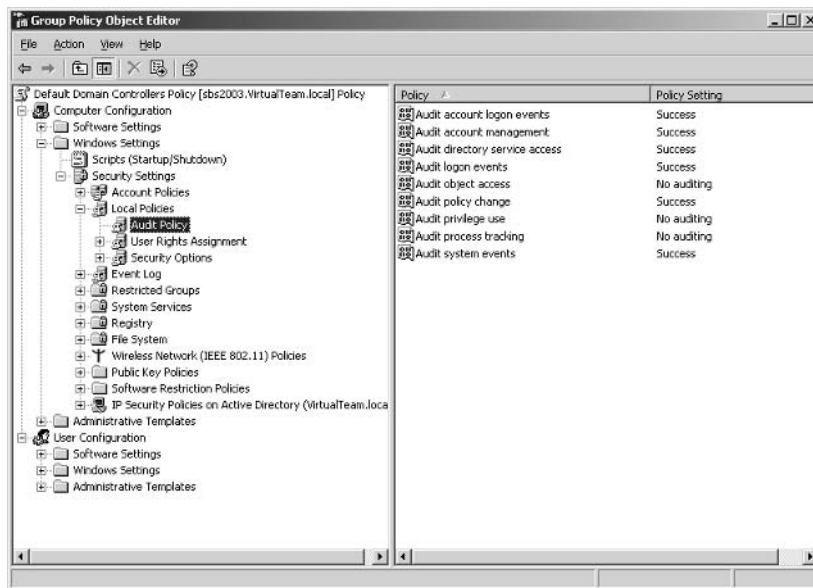 Group Policy Object Editor
File Action View Help
Default Domain Controllers Policy [sbs2003.VirtualTeam.local] Policy
Computer Configuration
Software Settings
Windows Settings
Scripts (Startup/Shutdown)
Security Settings
Account Policies
Local Policies
Audit Policy
User Rights Assignment
Security Options
Event Log
Restricted Groups
System Services
Registry
File System
Wireless Network (IEEE 802.11) Policies
Public Key Policies
Software Restriction Policies
IP Security Policies on Active Directory (VirtualTeam.loca
Administrative Templates
User Configuration
Software Settings
Windows Settings
Administrative Templates
Policy Policy Setting
Audit account logon events Success
Audit account management Success
Audit directory service access Success
Audit logon events Success
Audit object access No auditing
Audit policy change Success
Audit privilege use No auditing
Audit process tracking No auditing
Audit system events Success